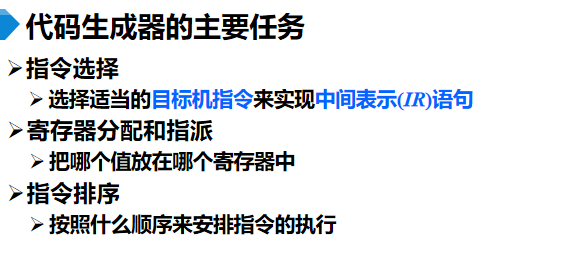 代码生成器的主要任务
➢指令选择
➢选择适当的目标机指令来实现中间表示(IR)语句
➢寄存器分配和指派
➢把哪个值放在哪个寄存器中
➢指令排序
➢按照什么顺序来安排指令的执行